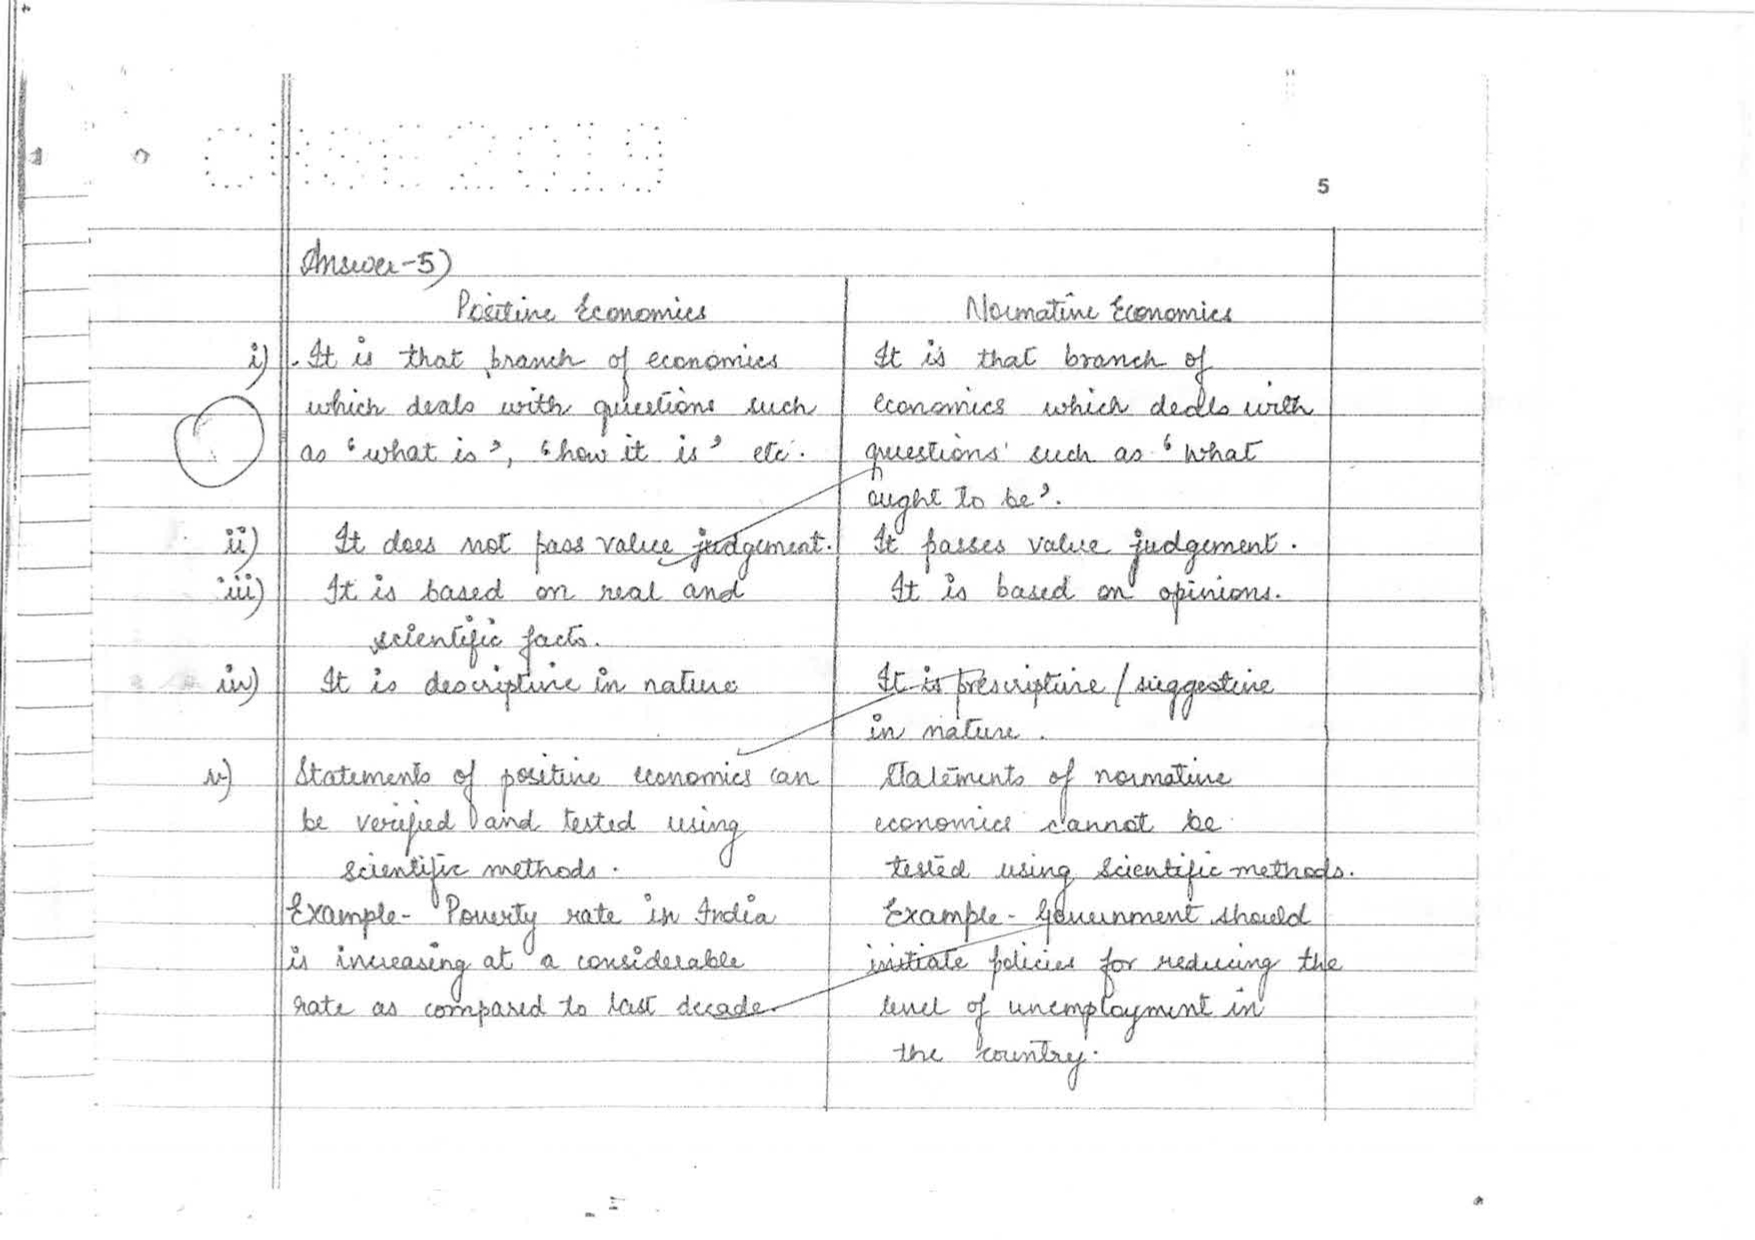 CBSE 2019
5
Answer-5)
Positive Economics
Normative Economics
i) It is that branch of economics
which deals with questions such
as ‘what is’, ‘how it is’ etc.
It is that branch of
economics which deals with
questions such as ‘what
ought to be’.
ii) It does not pass value judgement.
It passes value judgement.
iii) It is based on real and
scientific facts.
It is based on opinions.
iv) It is descriptive in nature
It is prescriptive / suggestive
in nature.
v) Statements of positive economics can
be verified and tested using
scientific methods.
Example- Poverty rate in India
is increasing at a considerable
rate as compared to last decade.
Statements of normative
economics cannot be
tested using scientific methods.
Example- Government should
initiate policies for reducing the
level of unemployment in
the country.